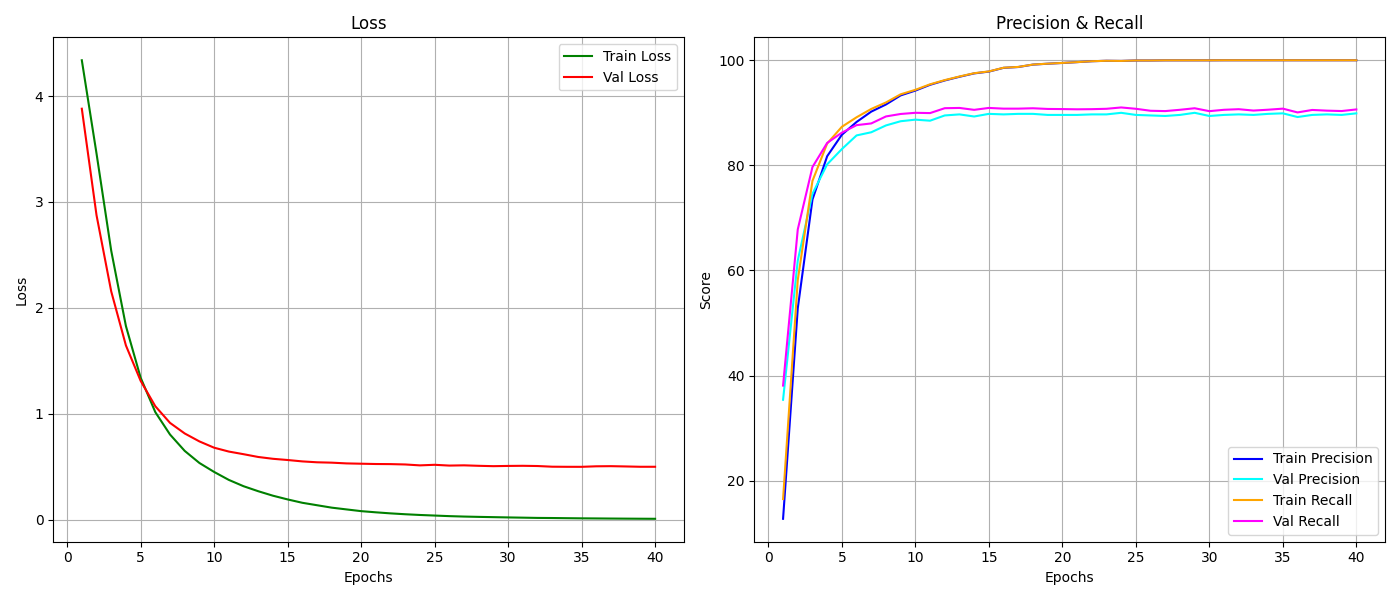 Loss
Train Loss
Val Loss
4
3
2
1
0
Loss
0 5 10 15 20 25 30 35 40
Epochs
Precision & Recall
100
80
60
40
20
Score
Train Precision
Val Precision
Train Recall
Val Recall
0 5 10 15 20 25 30 35 40
Epochs